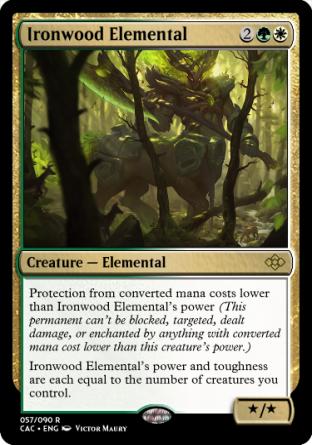 Ironwood Elemental 2
Creature — Elemental
Protection from converted mana costs lower
than Ironwood Elemental's power (This
permanent can't be blocked, targeted, dealt
damage, or enchanted by anything with converted
mana cost lower than this creature's power.)
Ironwood Elemental's power and toughness
are each equal to the number of creatures you
control.
★/★
057/090 R
CAC • ENG Victor Maury